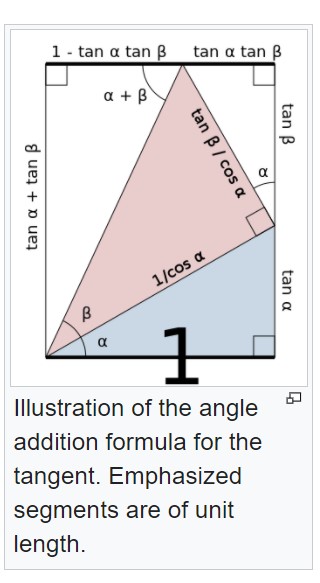 1 - tan α tan β tan α tan β
α + β
tan β
tan β / cos α
α
tan α + tan β
1/cos α
tan α
β
α
1
Illustration of the angle
addition formula for the
tangent. Emphasized
segments are of unit
length.